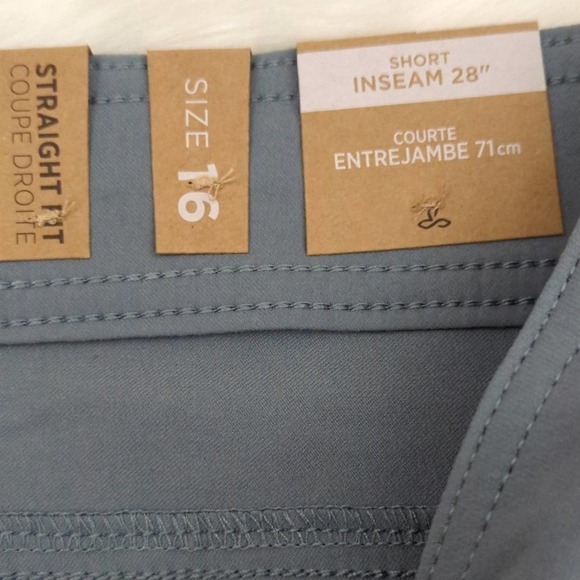 STRAIGHT FIT
COUPE DROITE
SIZE 16
SHORT
INSEAM 28"
COURTE
ENTREJAMBE 71cm